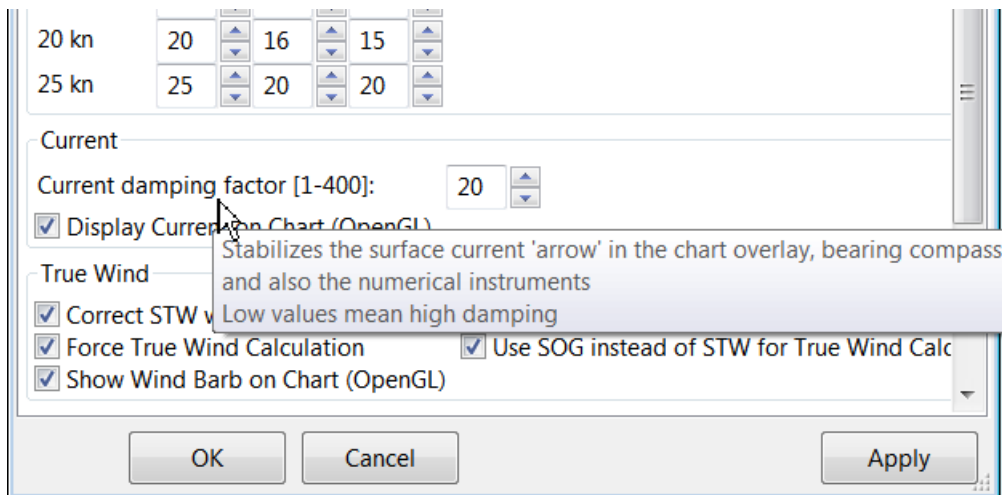 20 kn 20 16 15
25 kn 25 20 20
Current
Current damping factor [1-400]: 20
Display Current on Chart (OpenGL)
Stabilizes the surface current 'arrow' in the chart overlay, bearing compass
and also the numerical instruments
Low values mean high damping
True Wind
Correct STW
Force True Wind Calculation Use SOG instead of STW for True Wind Calc
Show Wind Barb on Chart (OpenGL)
OK Cancel Apply